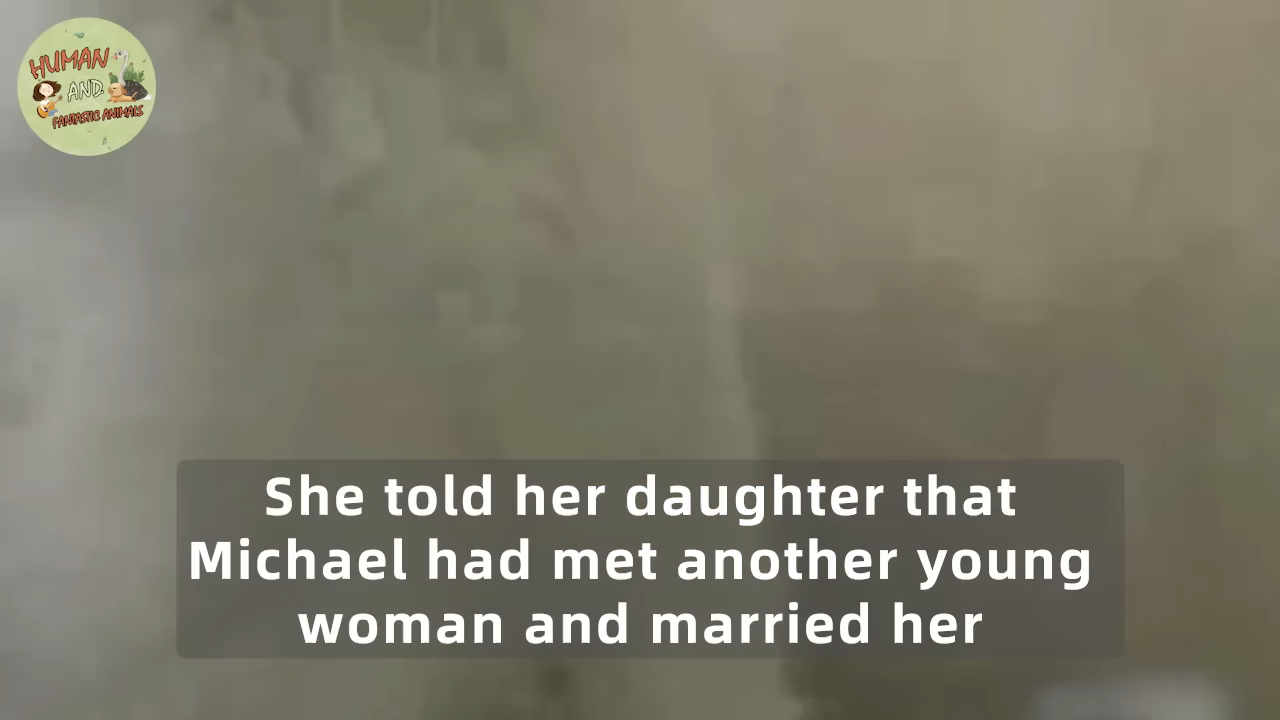 HUMAN
AND
FANTASTIC ANIMALS
She told her daughter that
Michael had met another young
woman and married her